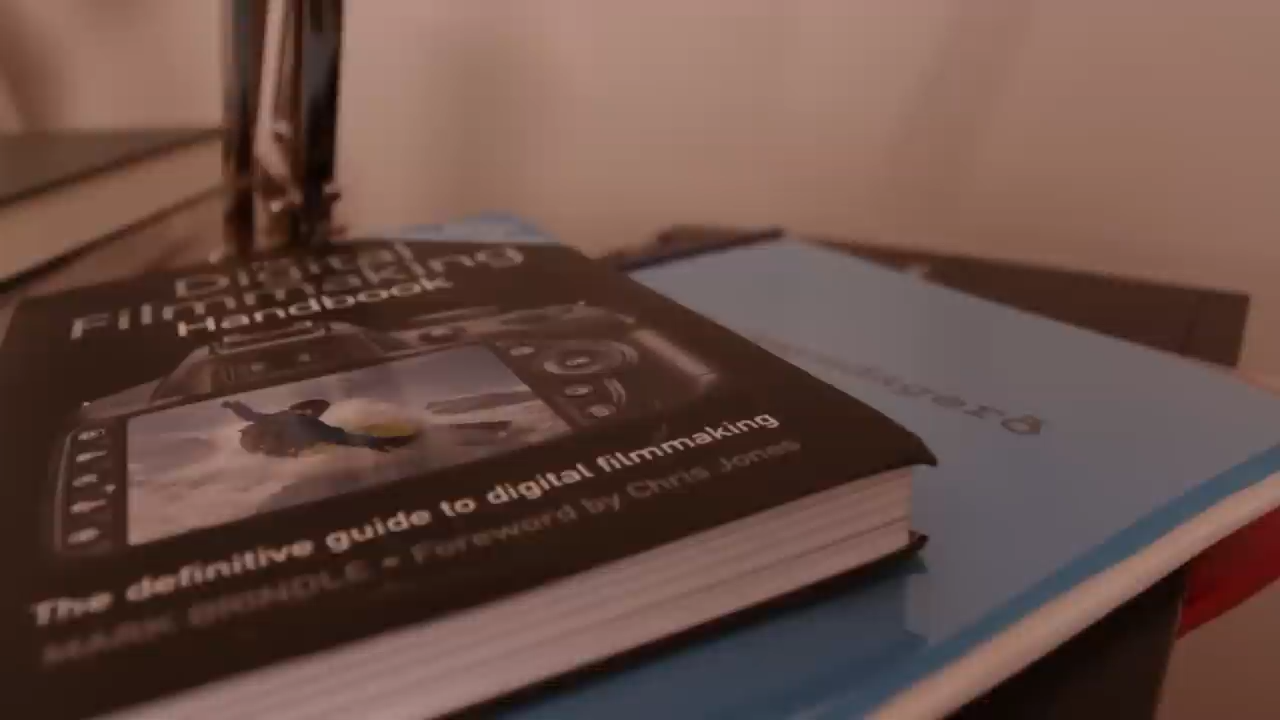 Digital
Filmmaking
Handbook
The definitive guide to digital filmmaking
MARK BRINDLE • Foreword by Chris Jones